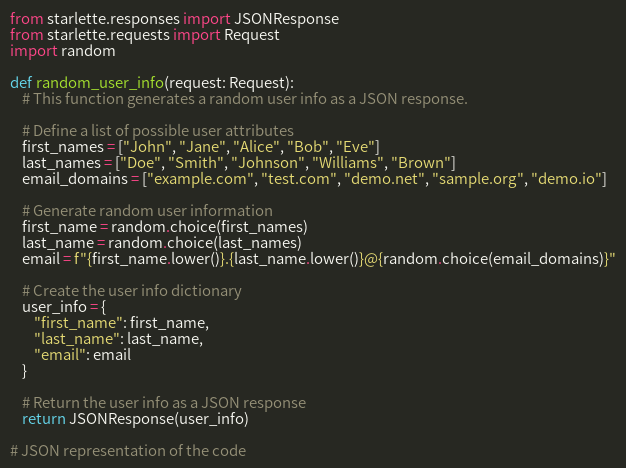 from starlette.responses import JSONResponse
from starlette.requests import Request
import random

def random_user_info(request: Request):
    # This function generates a random user info as a JSON response.

    # Define a list of possible user attributes
    first_names = ["John", "Jane", "Alice", "Bob", "Eve"]
    last_names = ["Doe", "Smith", "Johnson", "Williams", "Brown"]
    email_domains = ["example.com", "test.com", "demo.net", "sample.org", "demo.io"]

    # Generate random user information
    first_name = random.choice(first_names)
    last_name = random.choice(last_names)
    email = f"{first_name.lower()}.{last_name.lower()}@{random.choice(email_domains)}"

    # Create the user info dictionary
    user_info = {
        "first_name": first_name,
        "last_name": last_name,
        "email": email
    }

    # Return the user info as a JSON response
    return JSONResponse(user_info)

# JSON representation of the code